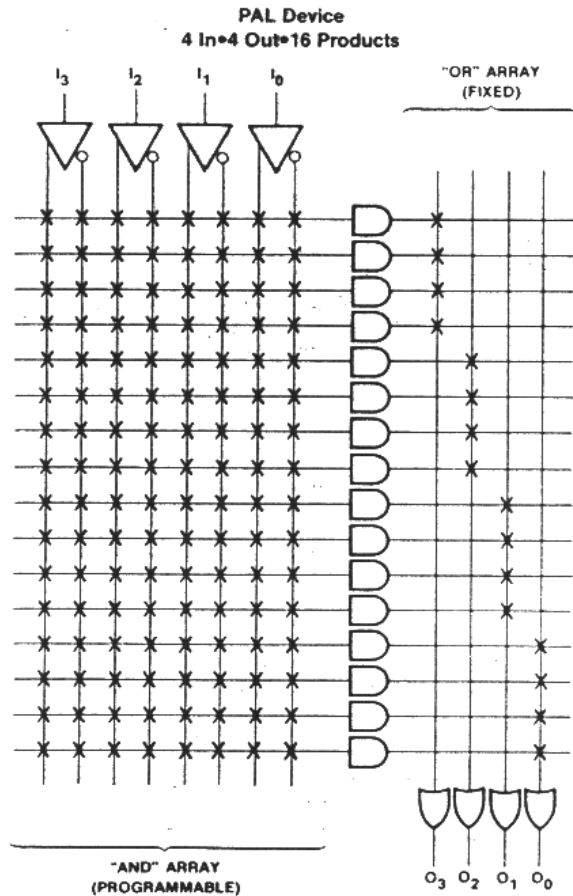 PAL Device
4 In•4 Out•16 Products
I₃ I₂ I₁ I₀
"OR" ARRAY
(FIXED)
O₃ O₂ O₁ O₀
"AND" ARRAY
(PROGRAMMABLE)